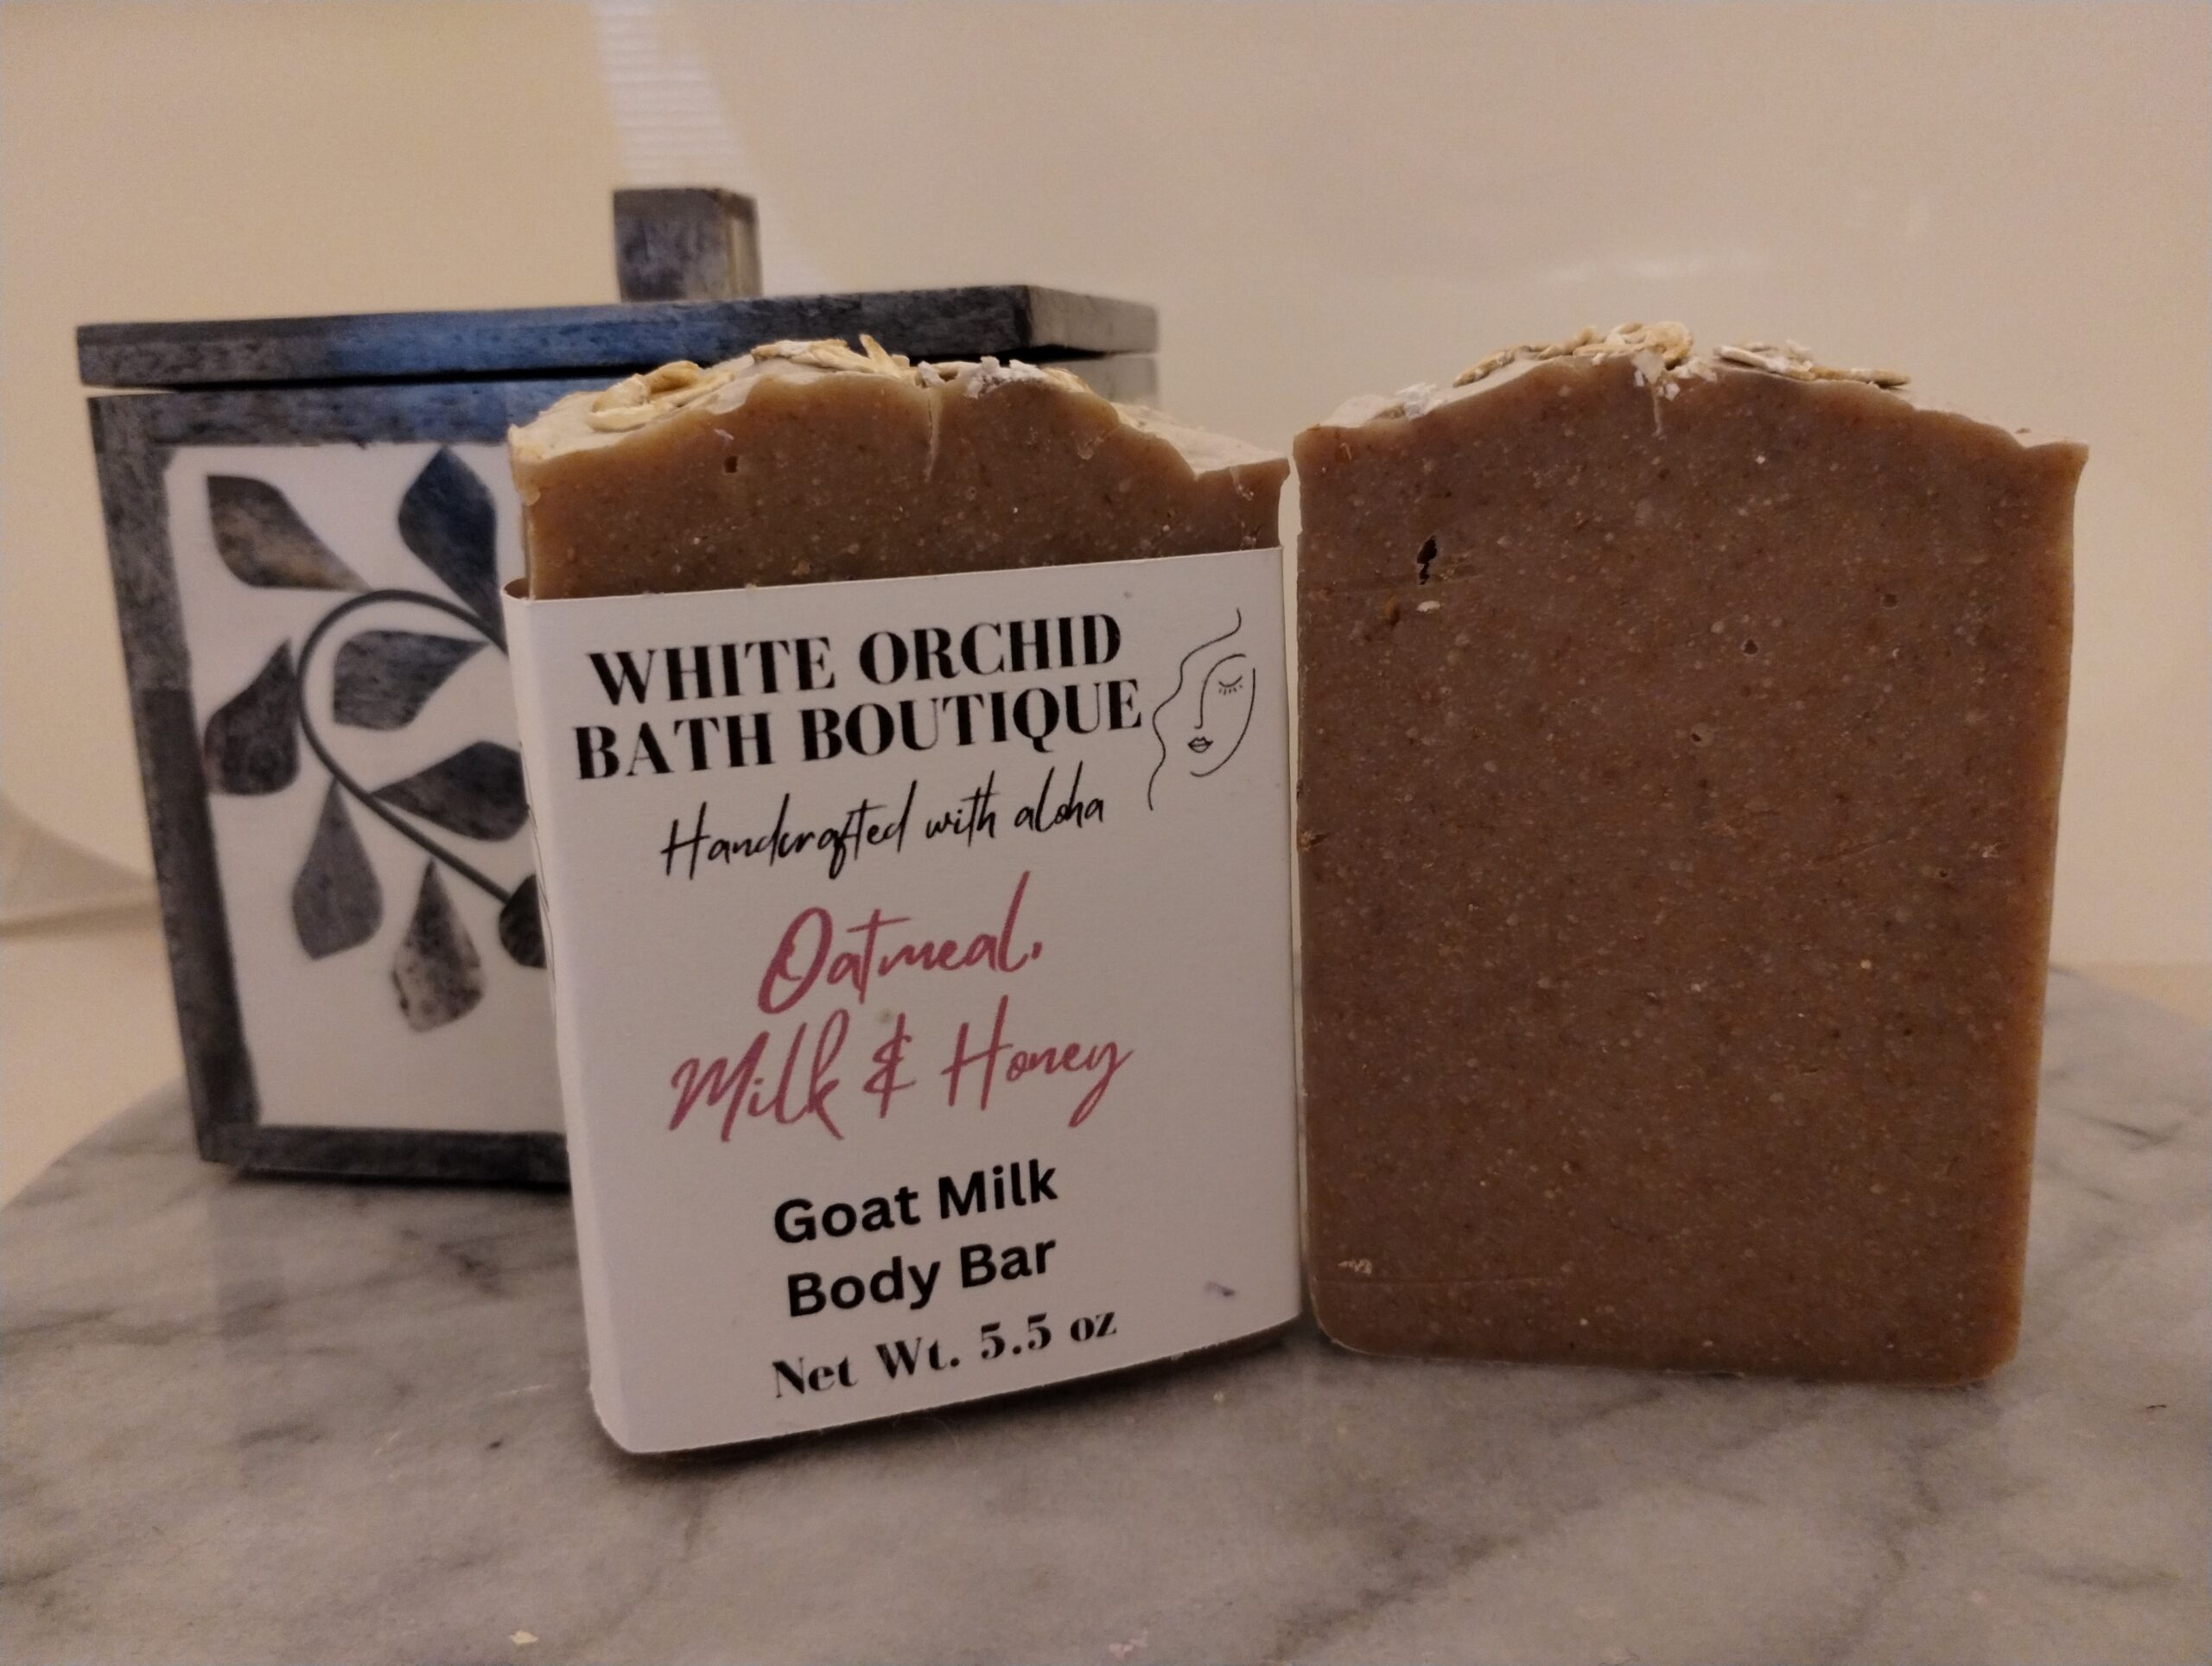 WHITE ORCHID
BATH BOUTIQUE
Handcrafted with aloha
Oatmeal,
Milk & Honey
Goat Milk
Body Bar
Net Wt. 5.5 oz